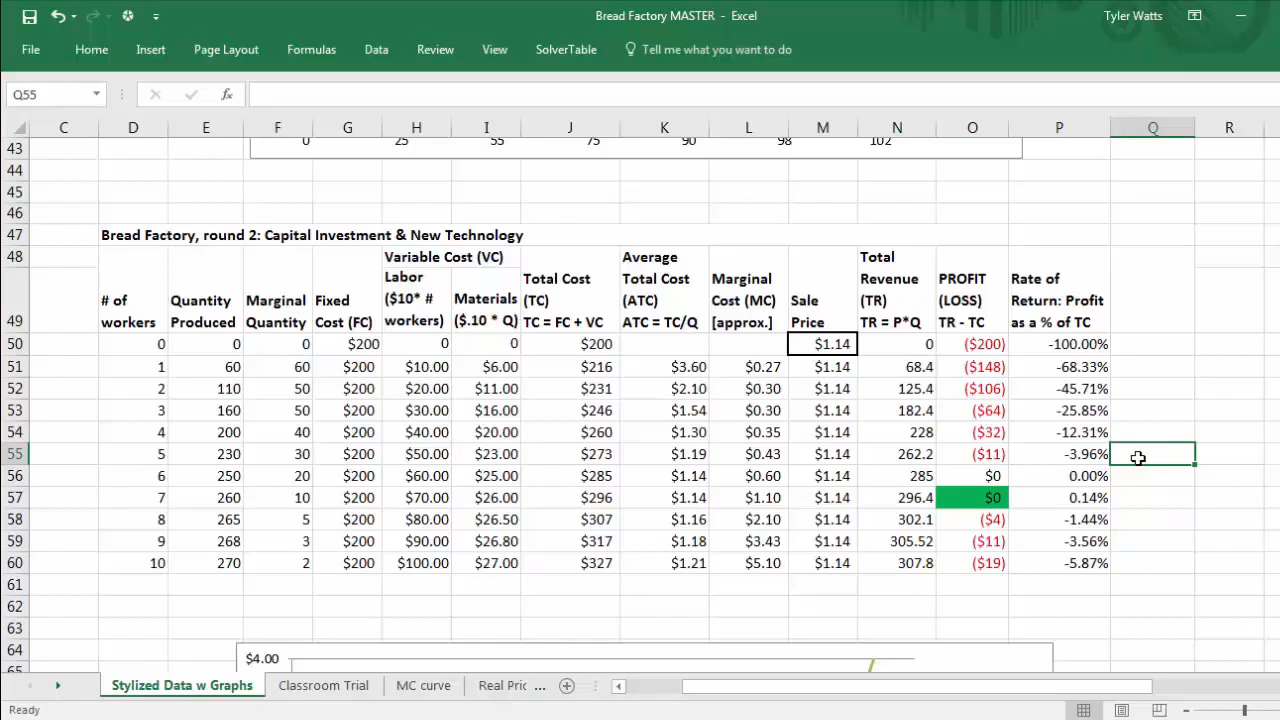 Bread Factory MASTER - Excel
Tyler Watts
File Home Insert Page Layout Formulas Data Review View SolverTable Tell me what you want to do
Q55 fx
C D E F G H I J K L M N O P Q R
43 0 25 55 75 90 98 102
44
45
46
47 Bread Factory, round 2: Capital Investment & New Technology
48 Variable Cost (VC) Average Total
Labor Total Cost Total Cost Marginal Revenue PROFIT Rate of
($10* # Materials (TC) (ATC) Cost (MC) Sale (TR) (LOSS) Return: Profit
49 # of workers Quantity Produced Marginal Quantity Fixed Cost (FC) workers) ($.10 * Q) TC = FC + VC ATC = TC/Q [approx.] Price TR = P*Q TR - TC as a % of TC
50 0 0 0 $200 0 0 $200 $1.14 0 ($200) -100.00%
51 1 60 60 $200 $10.00 $6.00 $216 $3.60 $0.27 $1.14 68.4 ($148) -68.33%
52 2 110 50 $200 $20.00 $11.00 $231 $2.10 $0.30 $1.14 125.4 ($106) -45.71%
53 3 160 50 $200 $30.00 $16.00 $246 $1.54 $0.30 $1.14 182.4 ($64) -25.85%
54 4 200 40 $200 $40.00 $20.00 $260 $1.30 $0.35 $1.14 228 ($32) -12.31%
55 5 230 30 $200 $50.00 $23.00 $273 $1.19 $0.43 $1.14 262.2 ($11) -3.96%
56 6 250 20 $200 $60.00 $25.00 $285 $1.14 $0.60 $1.14 285 $0 0.00%
57 7 260 10 $200 $70.00 $26.00 $296 $1.14 $1.10 $1.14 296.4 $0 0.14%
58 8 265 5 $200 $80.00 $26.50 $307 $1.16 $2.10 $1.14 302.1 ($4) -1.44%
59 9 268 3 $200 $90.00 $26.80 $317 $1.18 $3.43 $1.14 305.52 ($11) -3.56%
60 10 270 2 $200 $100.00 $27.00 $327 $1.21 $5.10 $1.14 307.8 ($19) -5.87%
61
62
63
64 $4.00
65
Stylized Data w Graphs Classroom Trial MC curve Real Pric ...
Ready